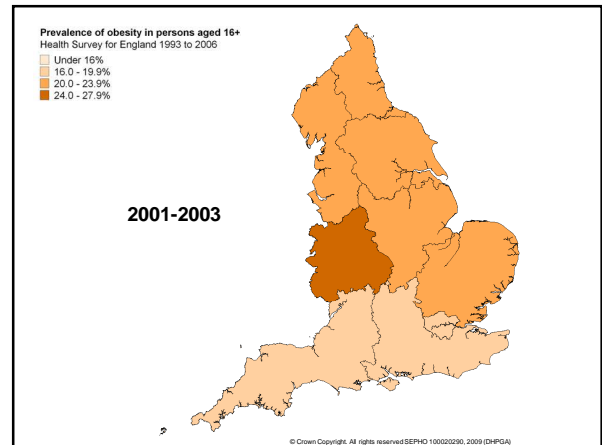 Prevalence of obesity in persons aged 16+
Health Survey for England 1993 to 2006
Under 16%
16.0 - 19.9%
20.0 - 23.9%
24.0 - 27.9%
2001-2003
© Crown Copyright. All rights reserved SEPHO 100020290, 2009 (DHPGA)